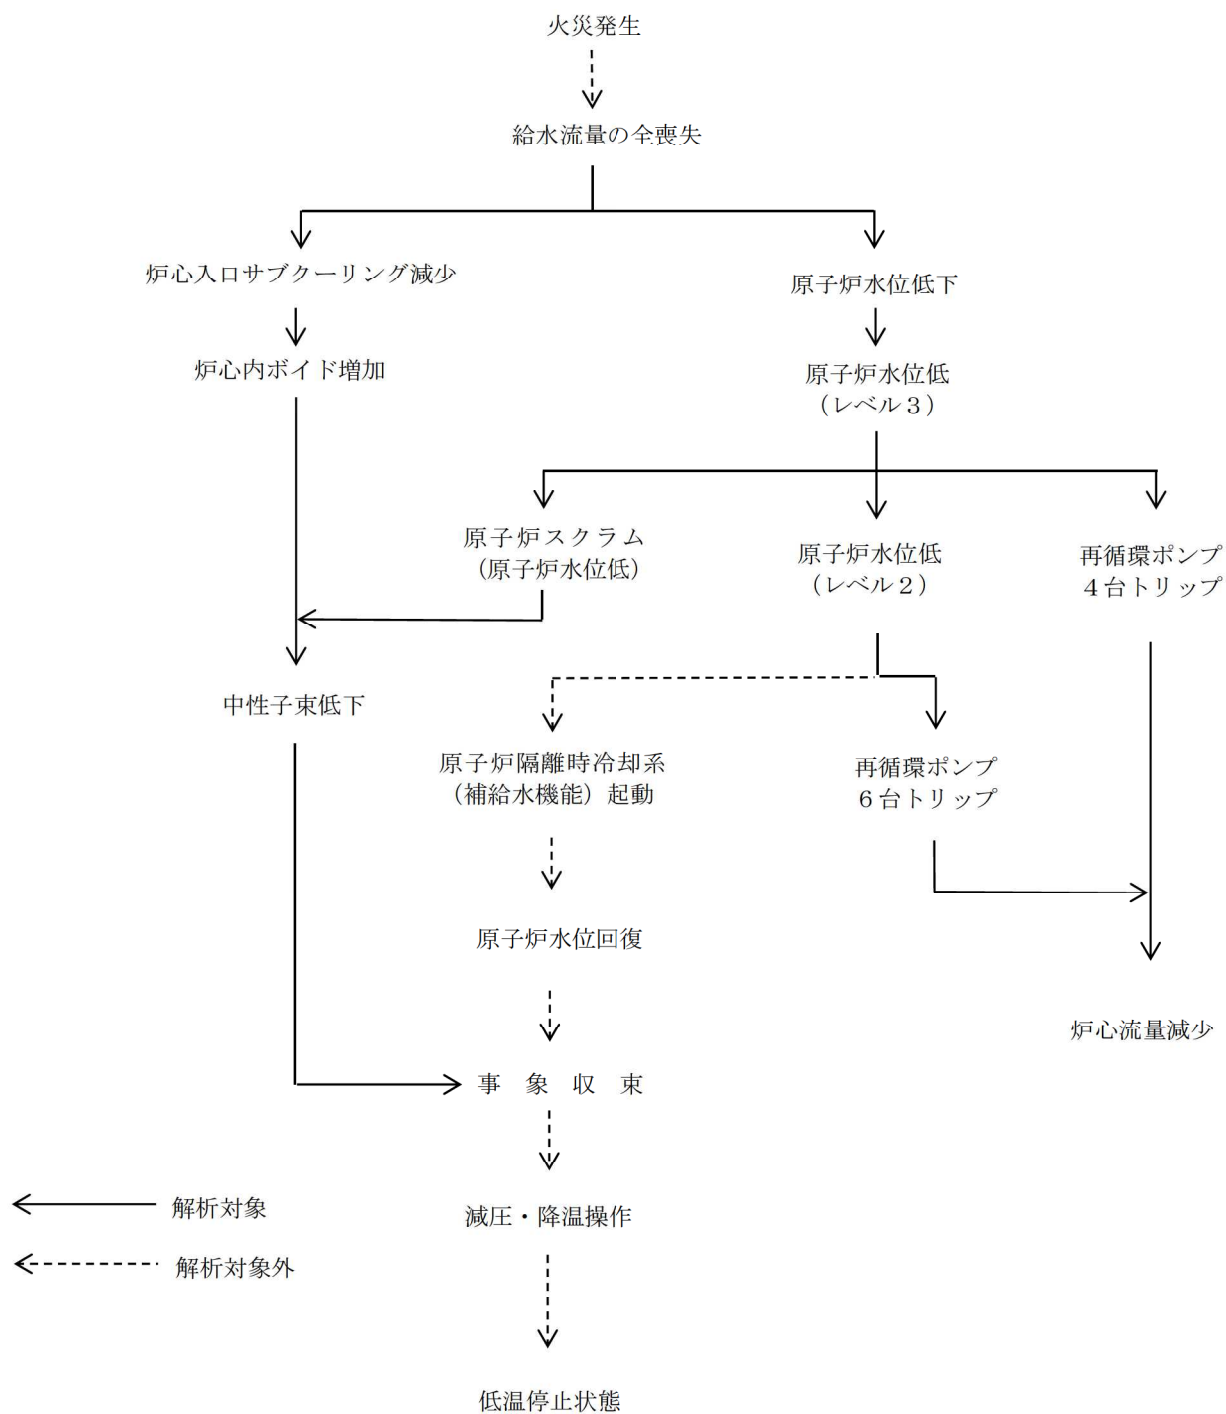 火災発生
給水流量の全喪失
炉心入口サブクーリング減少
原子炉水位低下
炉心内ボイド増加
原子炉水位低
（レベル３）
原子炉スクラム
（原子炉水位低）
原子炉水位低
（レベル２）
再循環ポンプ
４台トリップ
中性子束低下
原子炉隔離時冷却系
（補給水機能）起動
再循環ポンプ
６台トリップ
原子炉水位回復
炉心流量減少
事　象　収　束
解析対象
減圧・降温操作
解析対象外
低温停止状態